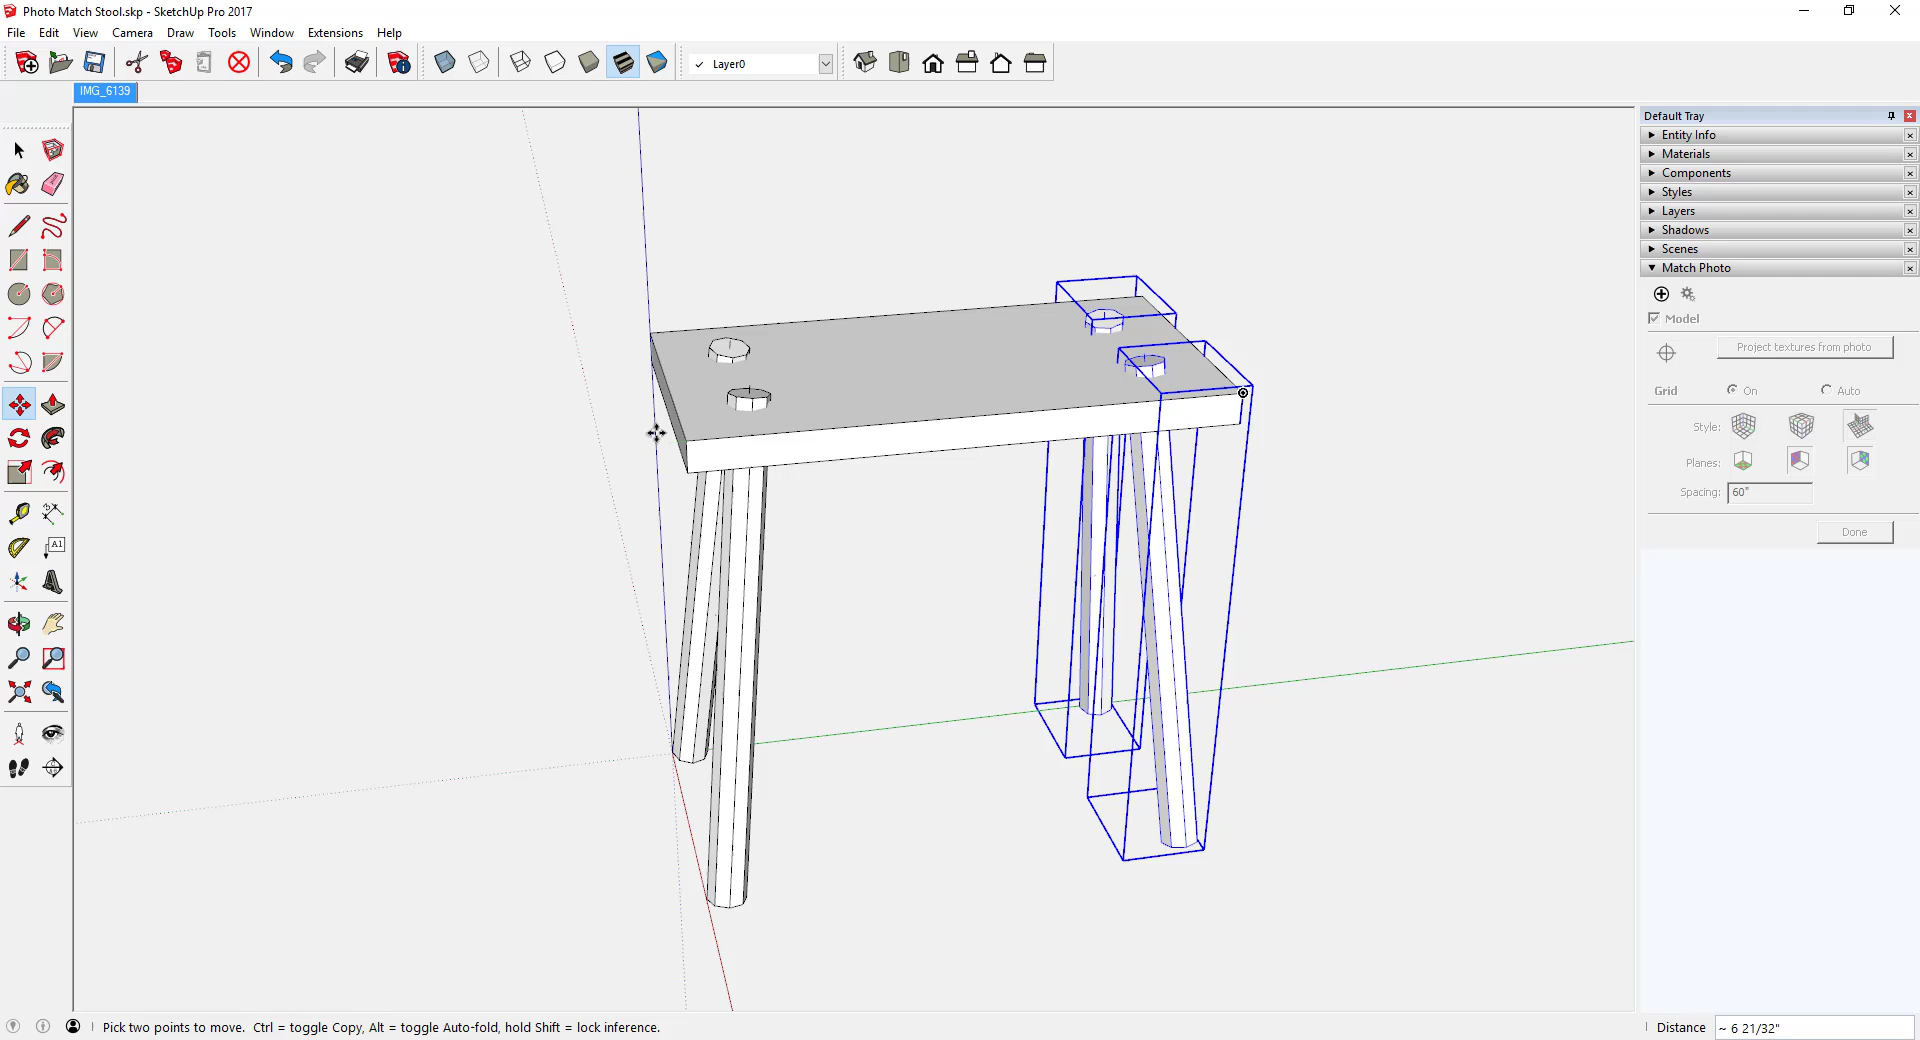 Photo Match Stool.skp - SketchUp Pro 2017
File Edit View Camera Draw Tools Window Extensions Help
Layer0
IMG_6139
Default Tray
Entity Info
Materials
Components
Styles
Layers
Shadows
Scenes
Match Photo
Model
Project textures from photo
Grid On Auto
Style:
Planes:
Spacing: 60"
Done
A1
Pick two points to move. Ctrl = toggle Copy, Alt = toggle Auto-fold, hold Shift = lock inference.
Distance ~ 6 21/32"